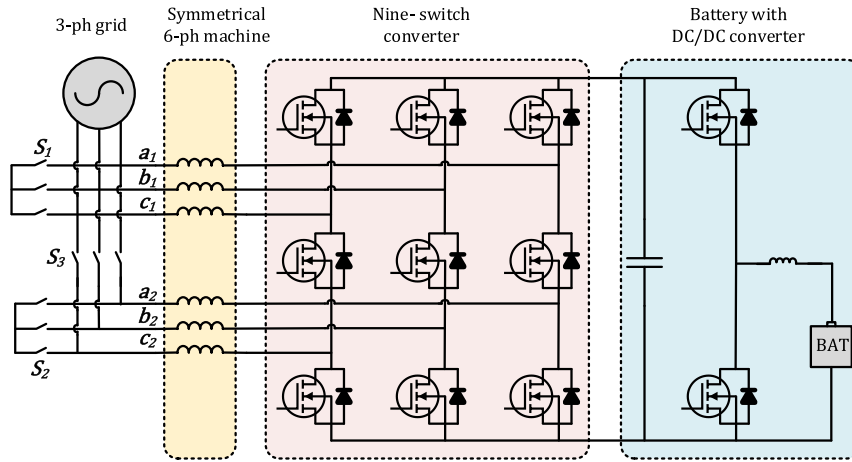 3-ph grid
Symmetrical
6-ph machine
Nine- switch
converter
Battery with
DC/DC converter
S1
a1
b1
c1
S3
a2
b2
c2
S2
BAT